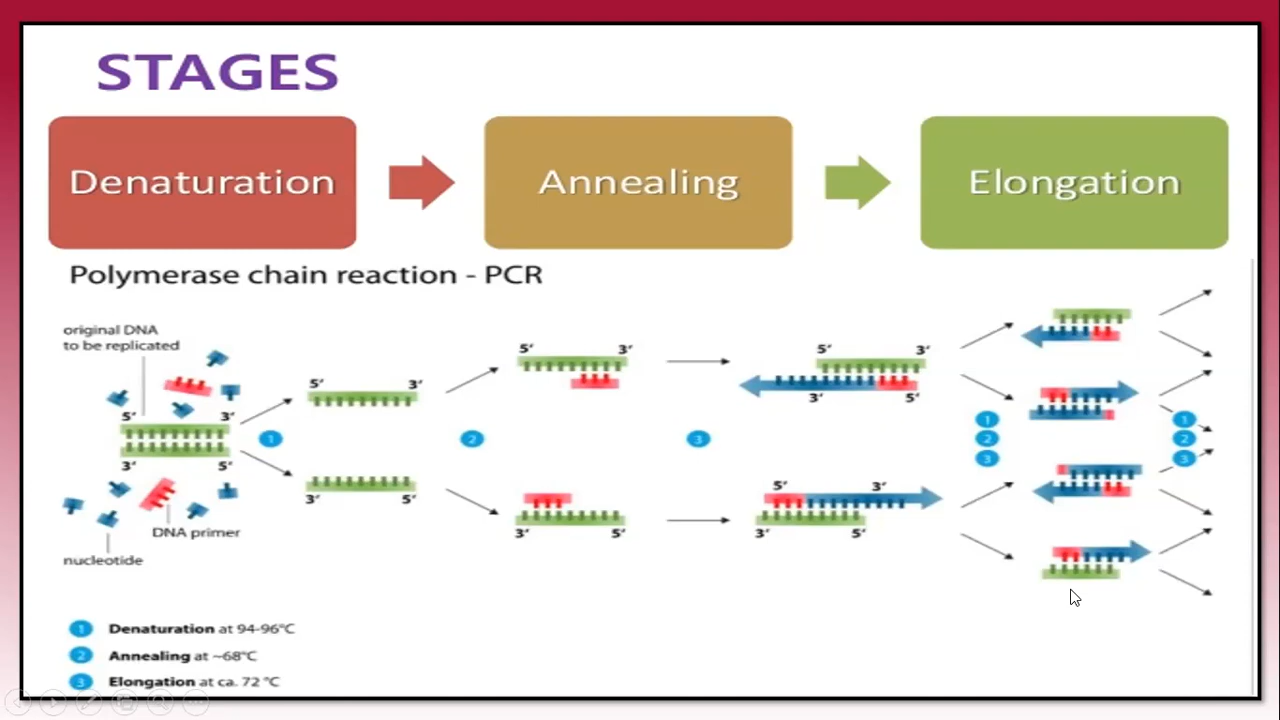 STAGES
Denaturation
Annealing
Elongation
Polymerase chain reaction - PCR
original DNA
to be replicated
5′ 3′
3′ 5′
DNA primer
nucleotide
1
5′ 3′
3′ 5′
2
5′ 3′
3′ 5′
3
5′ 3′
3′ 5′
5′ 3′
3′ 5′
1
2
3
1
2
3
1 Denaturation at 94-96°C
2 Annealing at ~68°C
3 Elongation at ca. 72 °C